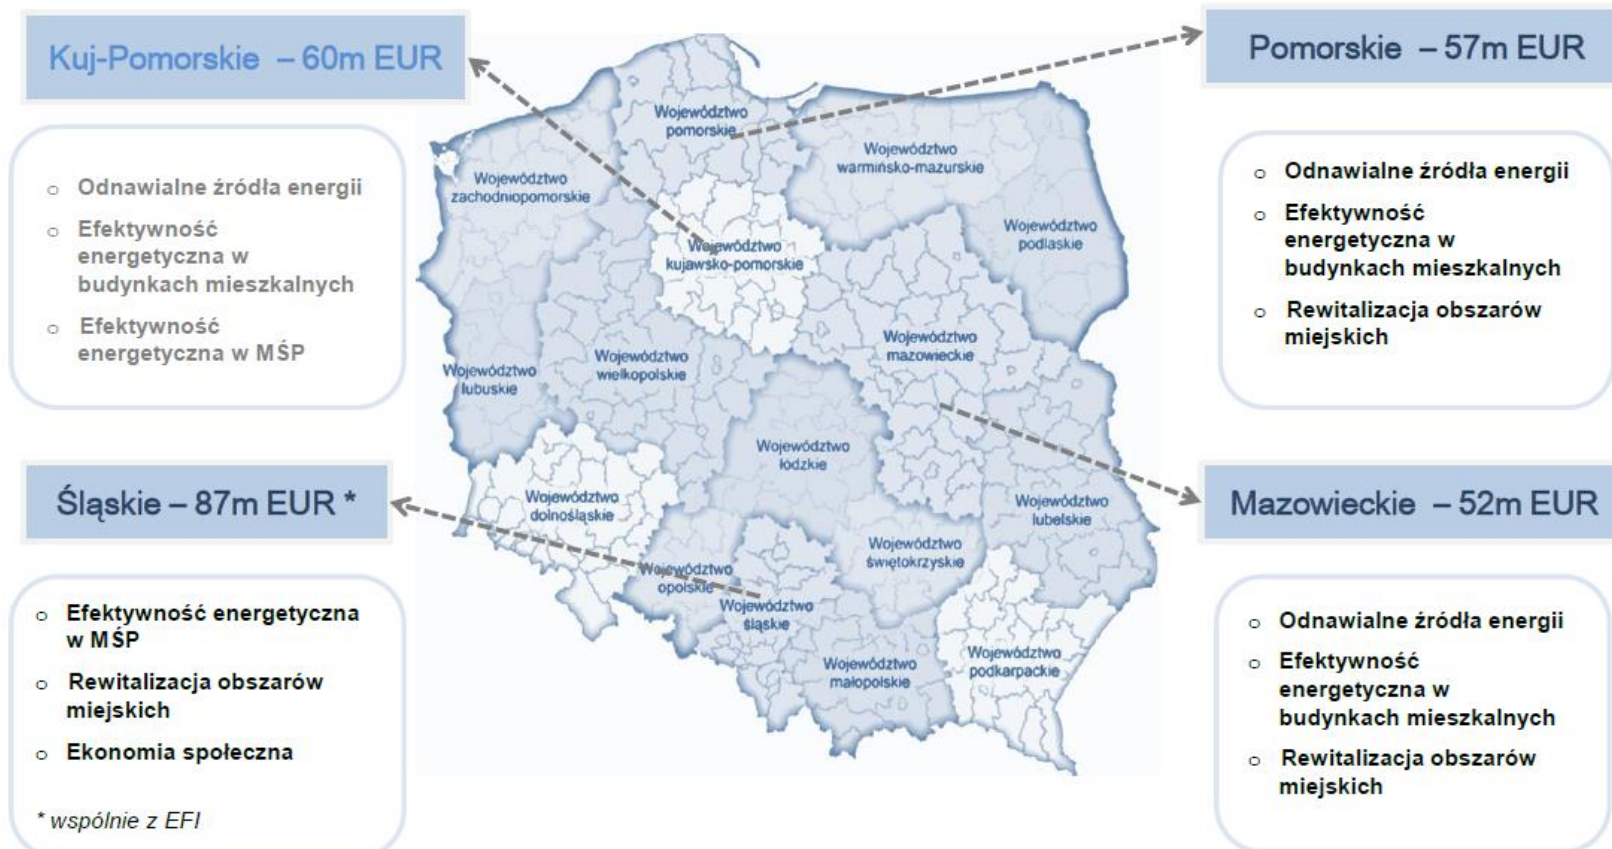 Kuj-Pomorskie – 60m EUR
o Odnawialne źródła energii
o Efektywność
energetyczna w
budynkach mieszkalnych
o Efektywność
energetyczna w MŚP
Śląskie – 87m EUR *
o Efektywność energetyczna
w MŚP
o Rewitalizacja obszarów
miejskich
o Ekonomia społeczna
* wspólnie z EFI
Województwo
pomorskie
Województwo
warmińsko-mazurskie
Województwo
zachodniopomorskie
Województwo
podlaskie
Województwo
kujawsko-pomorskie
Województwo
mazowieckie
Województwo
wielkopolskie
Województwo
lubuskie
Województwo
łódzkie
Województwo
dolnośląskie
Województwo
lubelskie
Województwo
świętokrzyskie
Województwo
opolskie
Województwo
śląskie
Województwo
małopolskie
Województwo
podkarpackie
Pomorskie – 57m EUR
o Odnawialne źródła energii
o Efektywność
energetyczna w
budynkach mieszkalnych
o Rewitalizacja obszarów
miejskich
Mazowieckie – 52m EUR
o Odnawialne źródła energii
o Efektywność
energetyczna w
budynkach mieszkalnych
o Rewitalizacja obszarów
miejskich